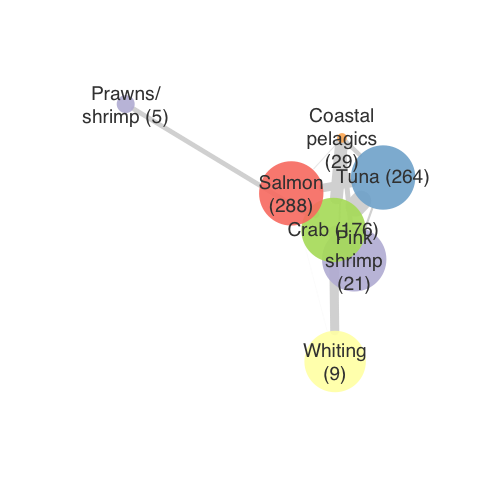 Prawns/
shrimp (5)
Coastal
pelagics
(29)
Tuna (264)
Salmon
(288)
Crab (176)
Pink
shrimp
(21)
Whiting
(9)